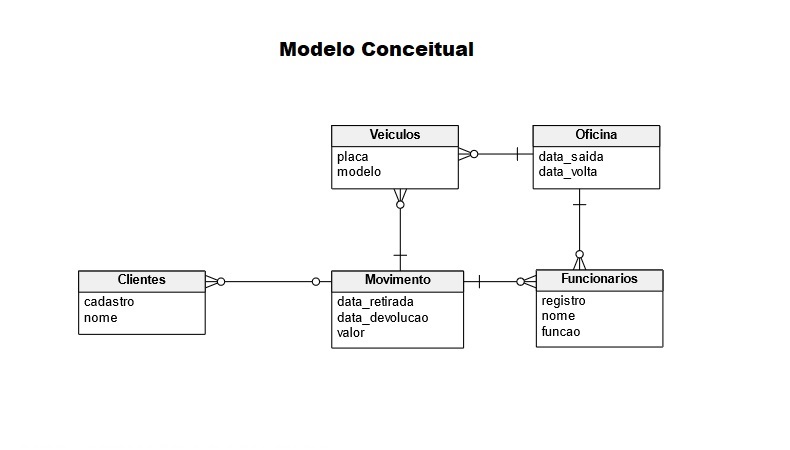 Modelo Conceitual
Veiculos
placa
modelo
Oficina
data_saida
data_volta
Clientes
cadastro
nome
Movimento
data_retirada
data_devolucao
valor
Funcionarios
registro
nome
funcao